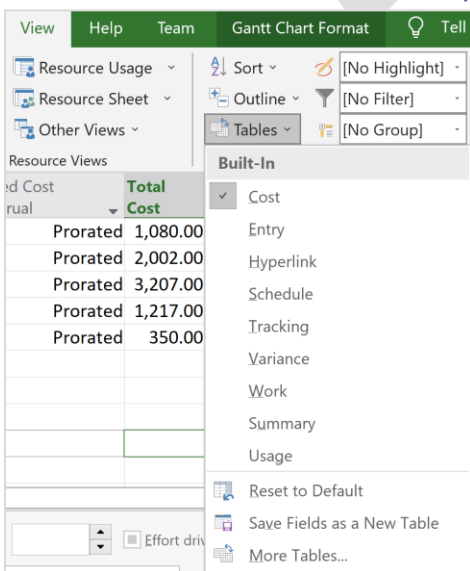 View Help Team Gantt Chart Format Tell
Resource Usage Sort [No Highlight]
Resource Sheet Outline [No Filter]
Other Views Tables [No Group]
Resource Views
Built-In
Cost Total
Cost
Prorated 1,080.00
Prorated 2,002.00
Prorated 3,207.00
Prorated 1,217.00
Prorated 350.00
Cost
Entry
Hyperlink
Schedule
Tracking
Variance
Work
Summary
Usage
Reset to Default
Save Fields as a New Table
Effort
More Tables...